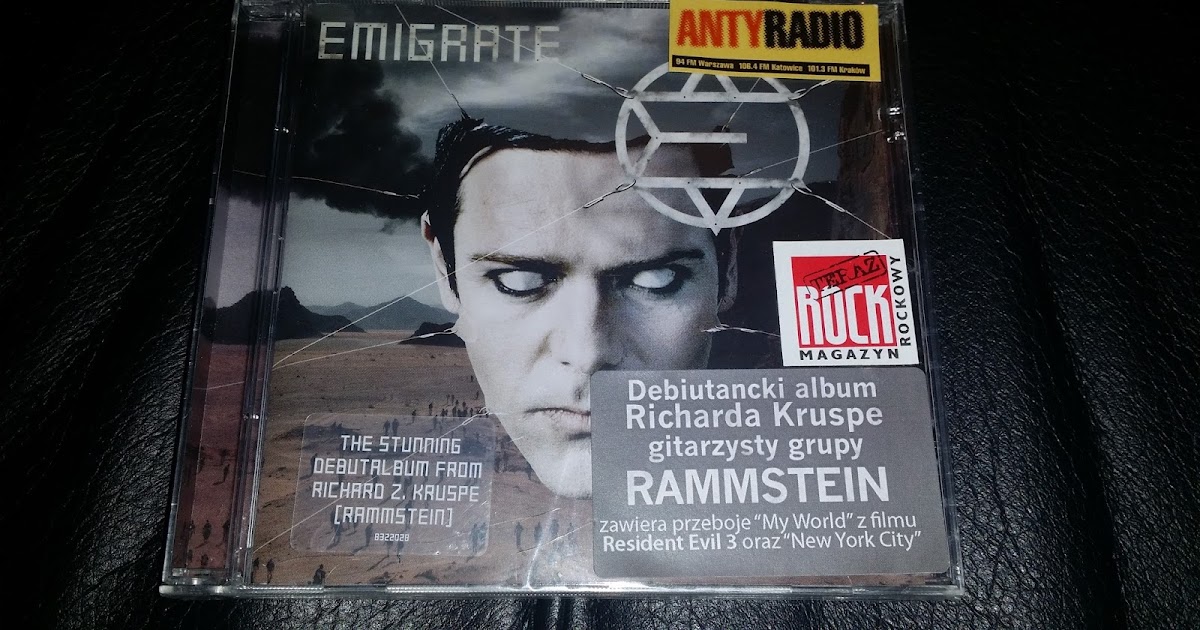 EMIGRATE
ANTYRADIO
94 FM Warszawa 106.4 FM Katowice 101.3 FM Kraków
TERAZ
ROCK
MAGAZYN
ROCKOWY
THE STUNNING
DEBUTALBUM FROM
RICHARD Z. KRUSPE
[RAMMSTEIN]
8322028
Debiutancki album
Richarda Kruspe
gitarzysty grupy
RAMMSTEIN
zawiera przeboje “My World” z filmu
Resident Evil 3 oraz “New York City”